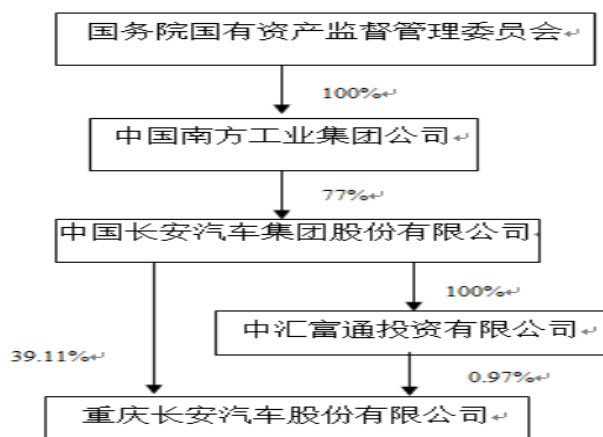 国务院国有资产监督管理委员会↵
100%↵
中国南方工业集团公司↵
77%↵
中国长安汽车集团股份有限公司↵
100%↵
中汇富通投资有限公司↵
39.11%↵
0.97%↵
重庆长安汽车股份有限公司↵